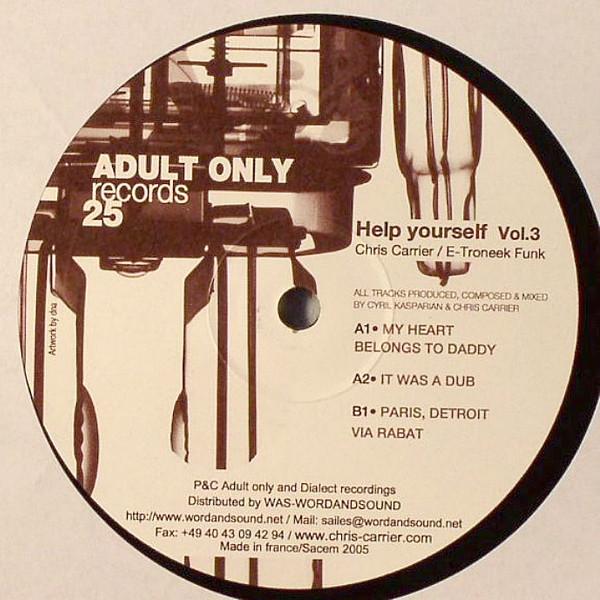 ADULT ONLY
records
25
Help yourself Vol.3
Chris Carrier / E-Troneek Funk
ALL TRACKS PRODUCED, COMPOSED & MIXED
BY CYRIL KASPARIAN & CHRIS CARRIER
A1• MY HEART
BELONGS TO DADDY
A2• IT WAS A DUB
B1• PARIS, DETROIT
VIA RABAT
Artwork by dna
P&C Adult only and Dialect recordings
Distributed by WAS-WORDANDSOUND
http://www.wordandsound.net / Mail: sailes@wordandsound.net
Fax: +49 40 43 09 42 94 / www.chris-carrier.com
Made in france/Sacem 2005